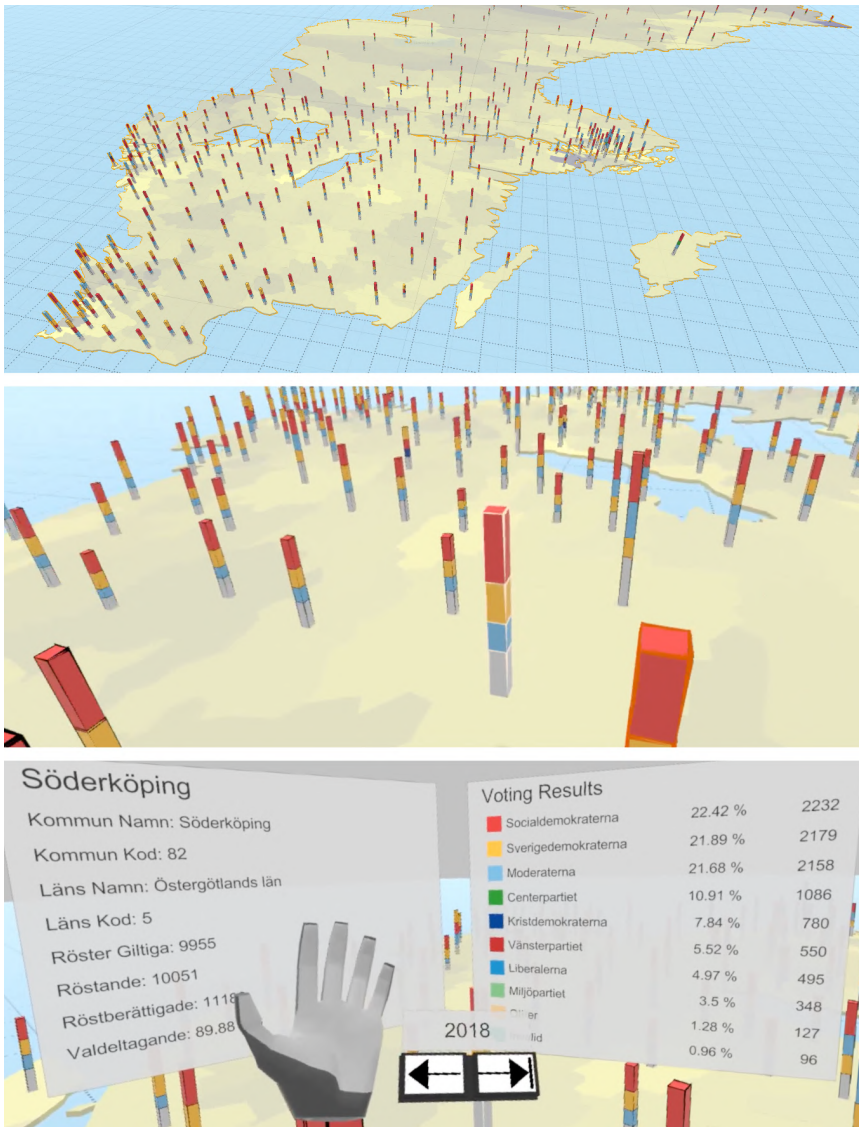 Söderköping
Kommun Namn: Söderköping
Kommun Kod: 82
Läns Namn: Östergötlands län
Läns Kod: 5
Röster Giltiga: 9955
Röstande: 10051
Röstberättigade: 1118
Valdeltagande: 89.88
Voting Results
Socialdemokraterna 22.42 % 2232
Sverigedemokraterna 21.89 % 2179
Moderaterna 21.68 % 2158
Centerpartiet 10.91 % 1086
Kristdemokraterna 7.84 % 780
Vänsterpartiet 5.52 % 550
Liberalerna 4.97 % 495
Miljöpartiet 3.5 % 348
1.28 % 127
0.96 % 96
2018